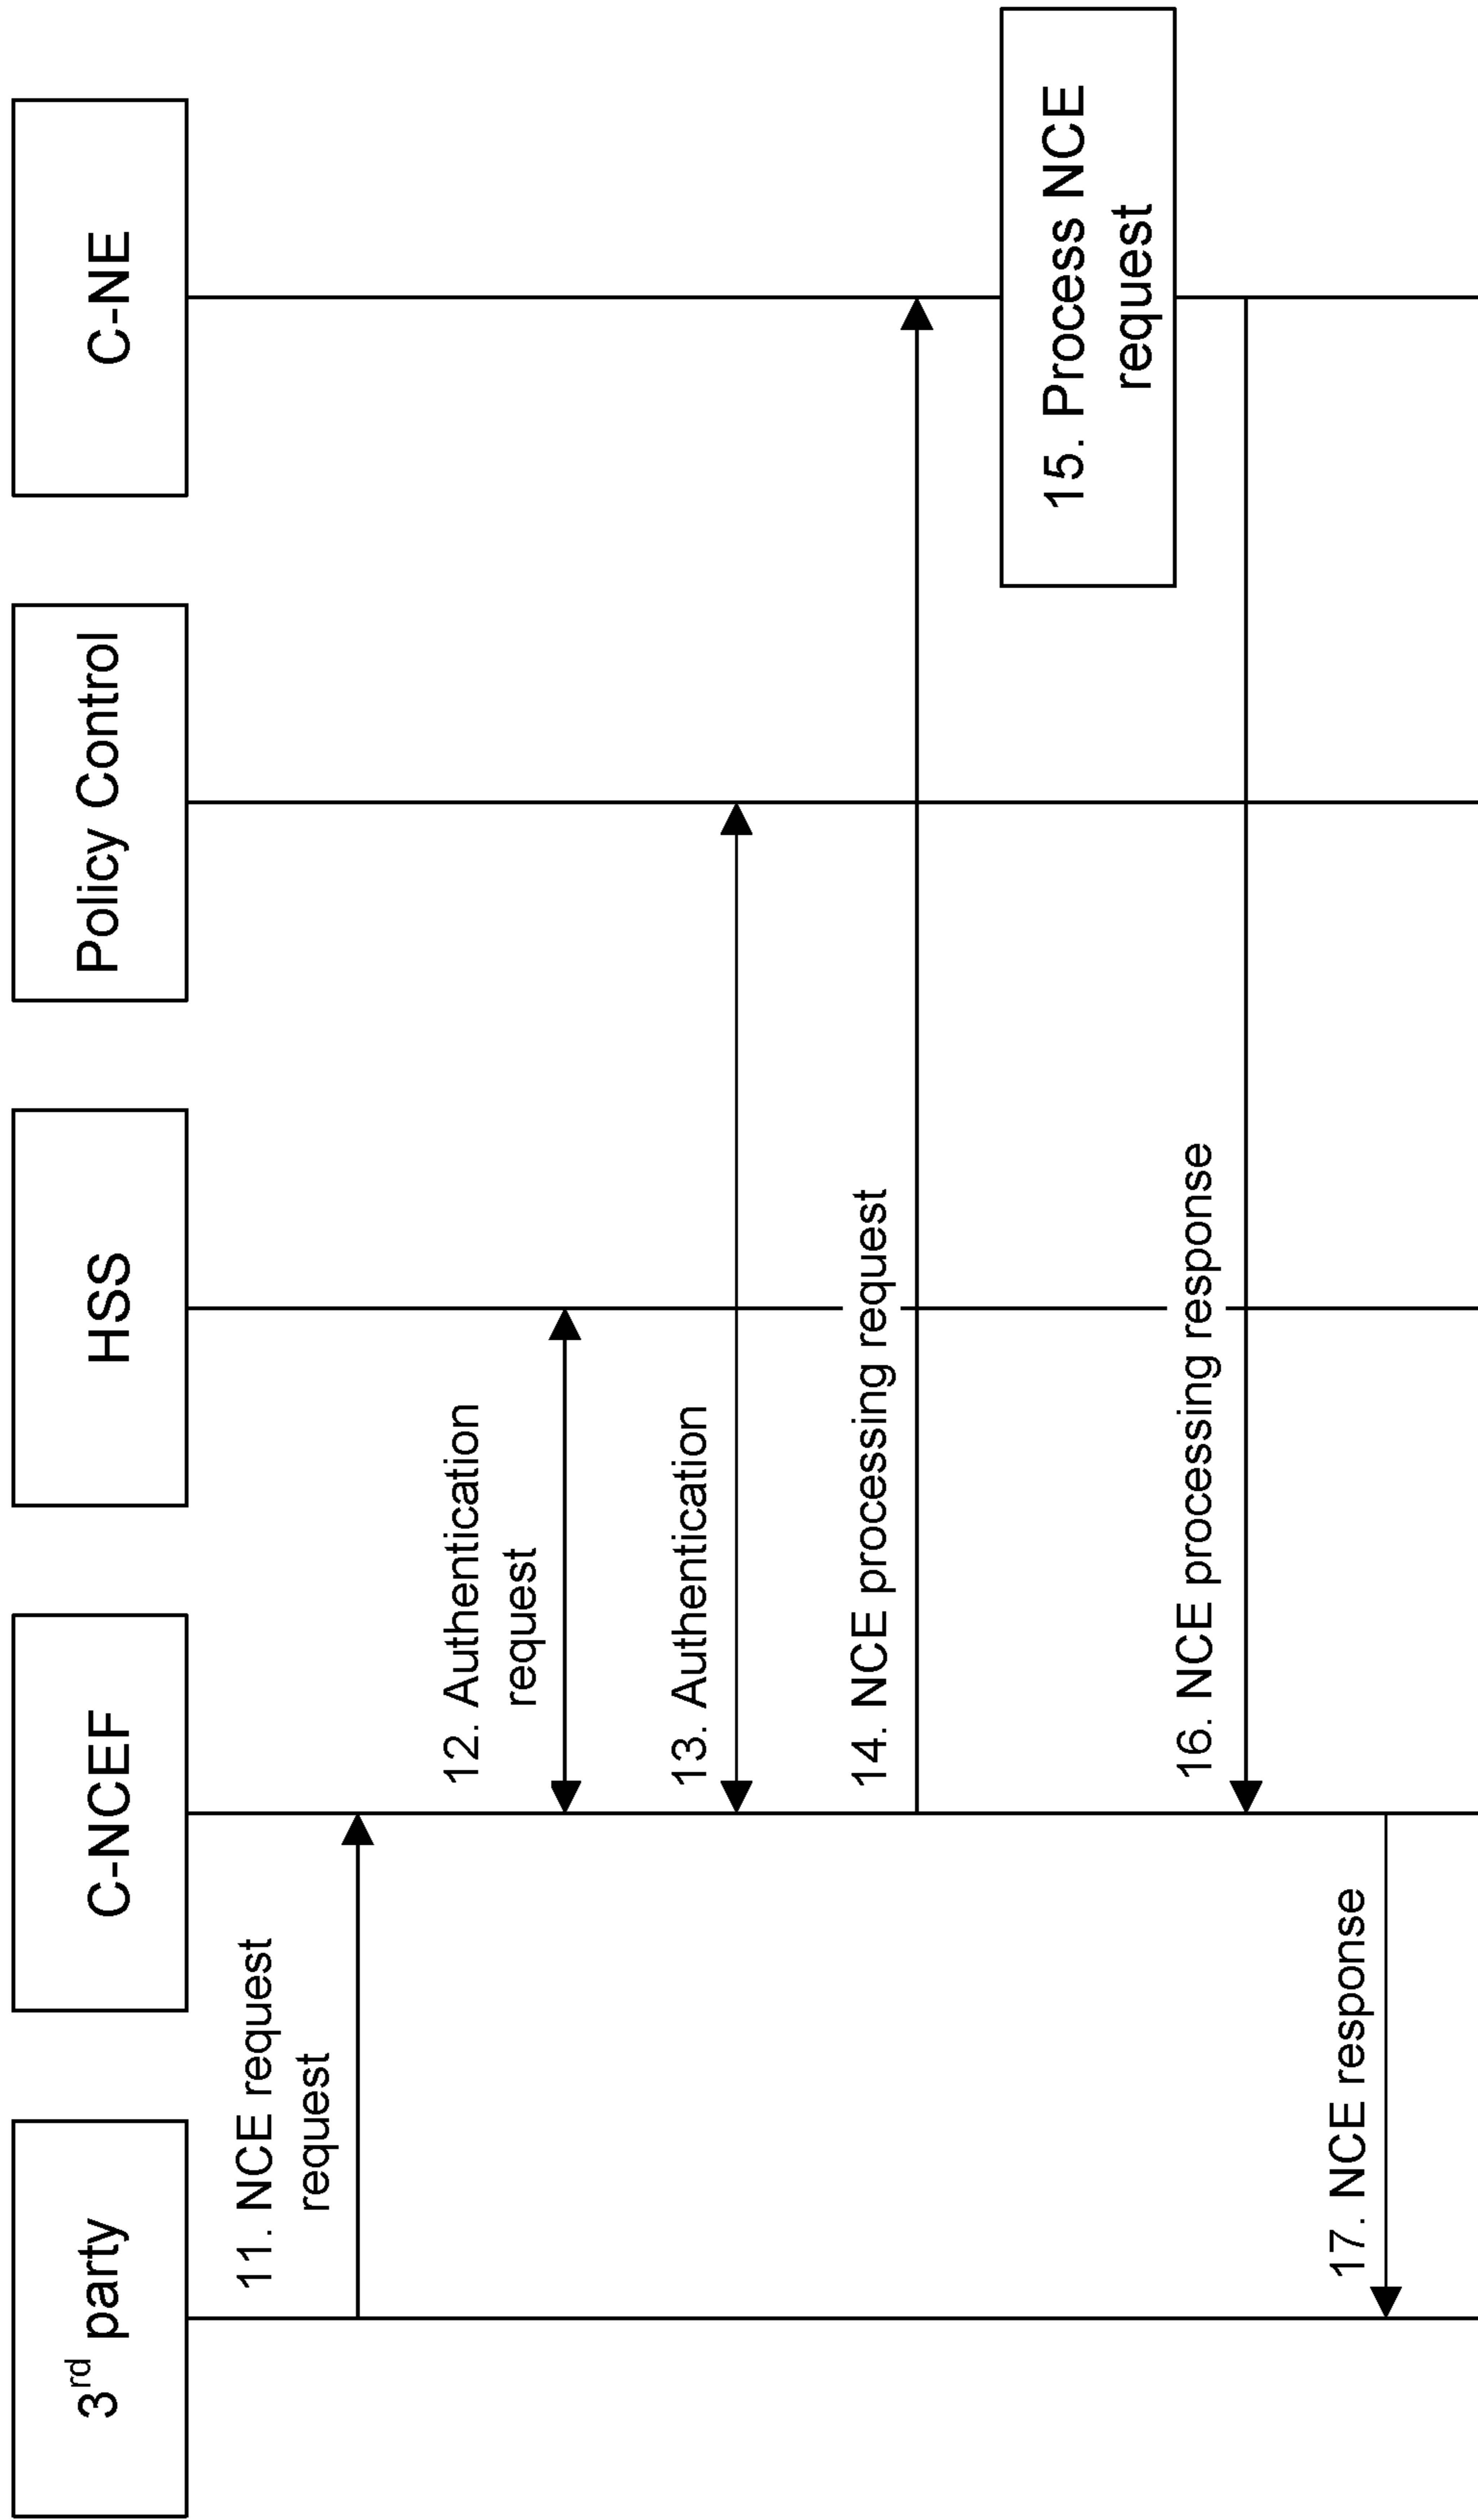 3rd party
C-NCEF
HSS
Policy Control
C-NE
11. NCE request
request
12. Authentication
request
13. Authentication
14. NCE processing request
15. Process NCE
request
16. NCE processing response
17. NCE response